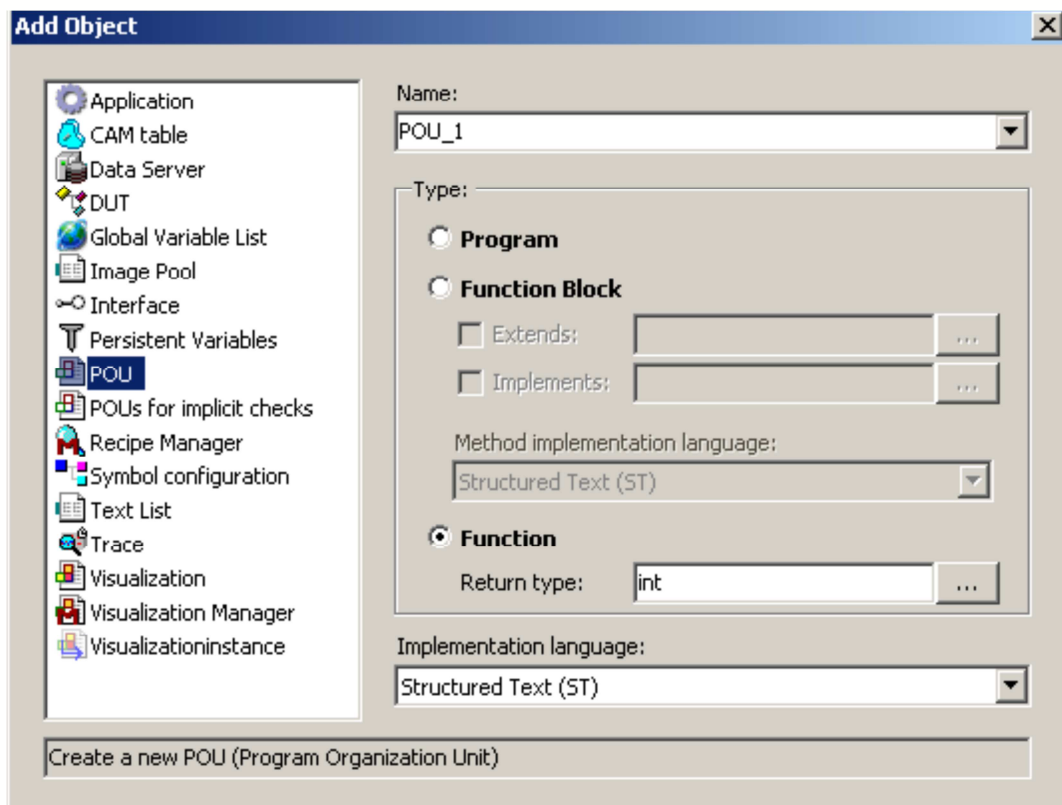 Add Object
Application
CAM table
Data Server
DUT
Global Variable List
Image Pool
Interface
Persistent Variables
POU
POUs for implicit checks
Recipe Manager
Symbol configuration
Text List
Trace
Visualization
Visualization Manager
Visualizationinstance
Name:
POU_1
Type:
Program
Function Block
Extends:
...
Implements:
...
Method implementation language:
Structured Text (ST)
Function
Return type:
int
...
Implementation language:
Structured Text (ST)
Create a new POU (Program Organization Unit)